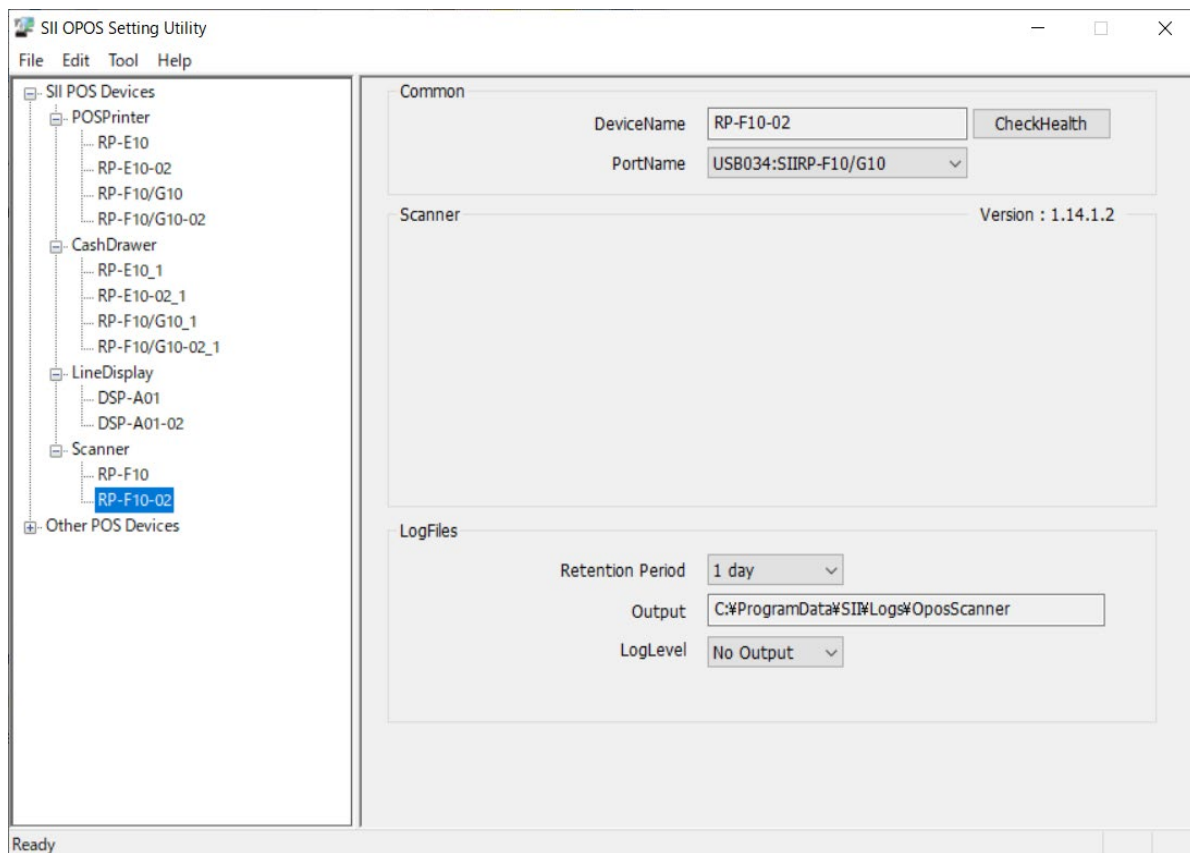 SII OPOS Setting Utility
File Edit Tool Help
SII POS Devices
POSPrinter
RP-E10
RP-E10-02
RP-F10/G10
RP-F10/G10-02
CashDrawer
RP-E10_1
RP-E10-02_1
RP-F10/G10_1
RP-F10/G10-02_1
LineDisplay
DSP-A01
DSP-A01-02
Scanner
RP-F10
RP-F10-02
Other POS Devices
Common
DeviceName RP-F10-02 CheckHealth
PortName USB034:SIIRP-F10/G10
Scanner Version : 1.14.1.2
LogFiles
Retention Period 1 day
Output C:¥ProgramData¥SII¥Logs¥OposScanner
LogLevel No Output
Ready